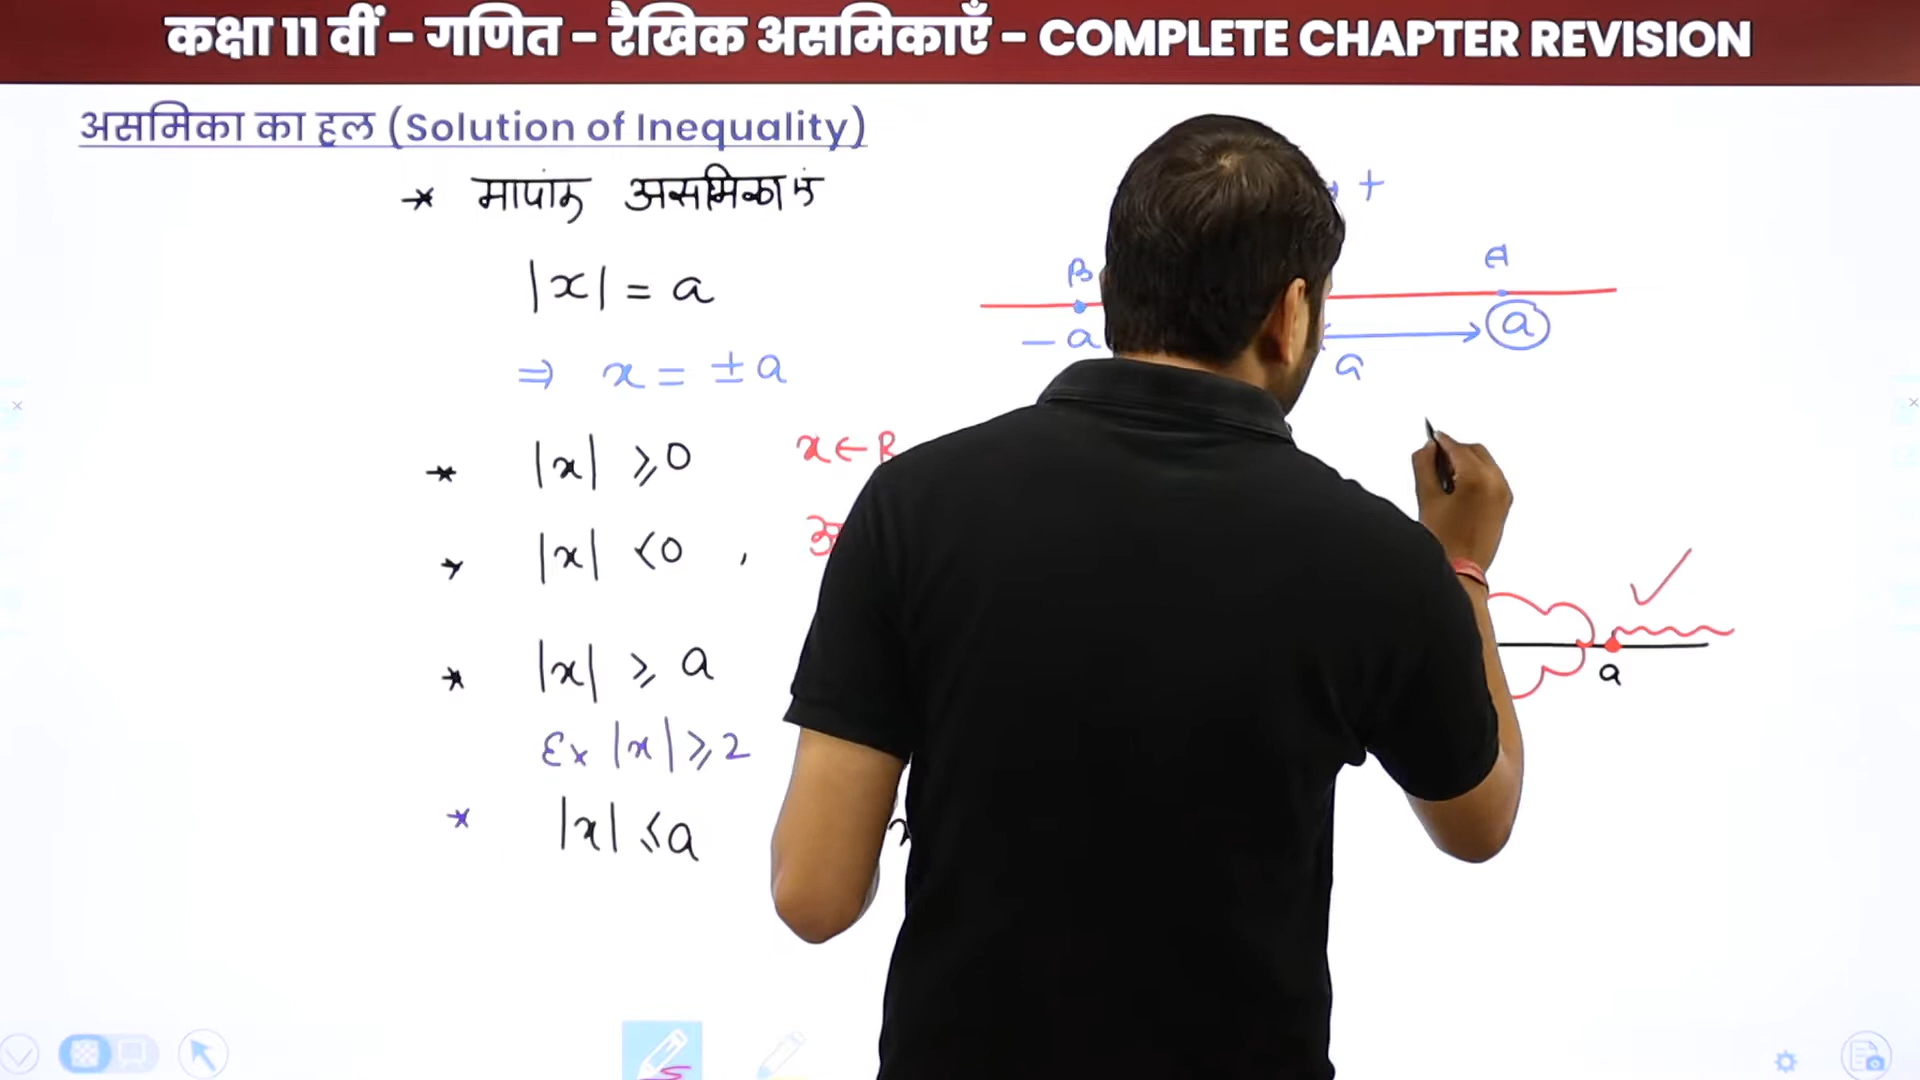 कक्षा 11 वीं – गणित – रैखिक असमिकाएँ – COMPLETE CHAPTER REVISION
असमिका का हल (Solution of Inequality)
* मापांक असमिका
+
|x| = a
B A
– a a
a
⇒ x = ± a
* |x| ⩾ 0 x ∈ R
* |x| < 0 ,
* |x| ⩾ a
a
Ex |x| ⩾ 2
* |x| ⩽ a x